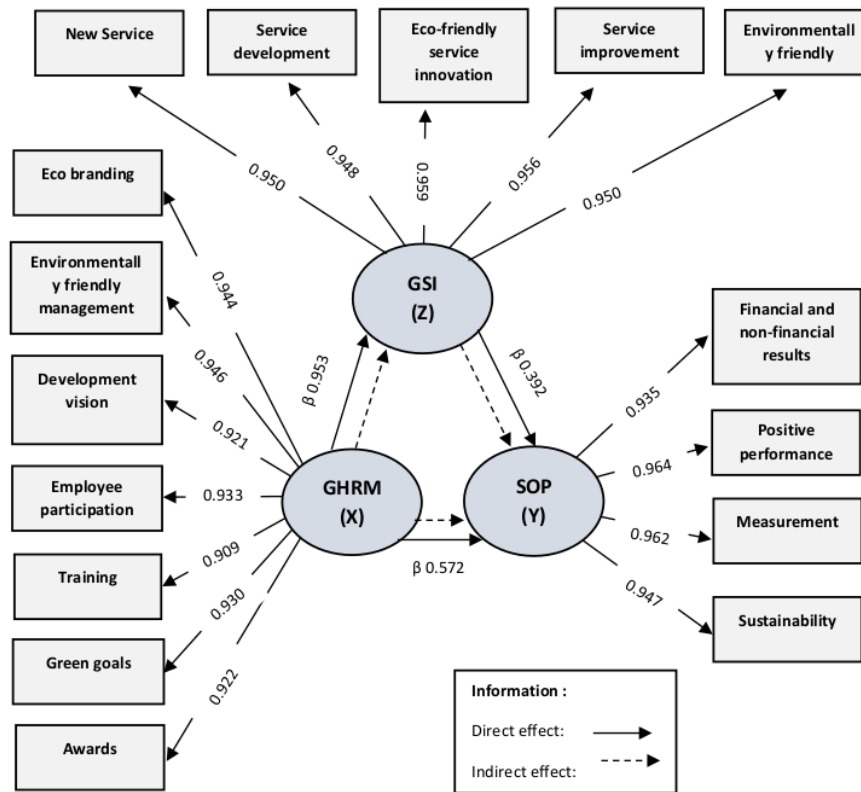 New Service
Service
development
Eco-friendly
service
innovation
Service
improvement
Environmentall
y friendly
0.950
0.948
0.959
0.956
0.950
Eco branding
Environmentall
y friendly
management
Development
vision
Employee
participation
Training
Green goals
Awards
0.944
0.946
0.921
0.933
0.909
0.930
0.922
GSI
(Z)
β 0.953
β 0.392
GHRM
(X)
SOP
(Y)
β 0.572
0.935
0.964
0.962
0.947
Financial and
non-financial
results
Positive
performance
Measurement
Sustainability
Information :
Direct effect:
Indirect effect: